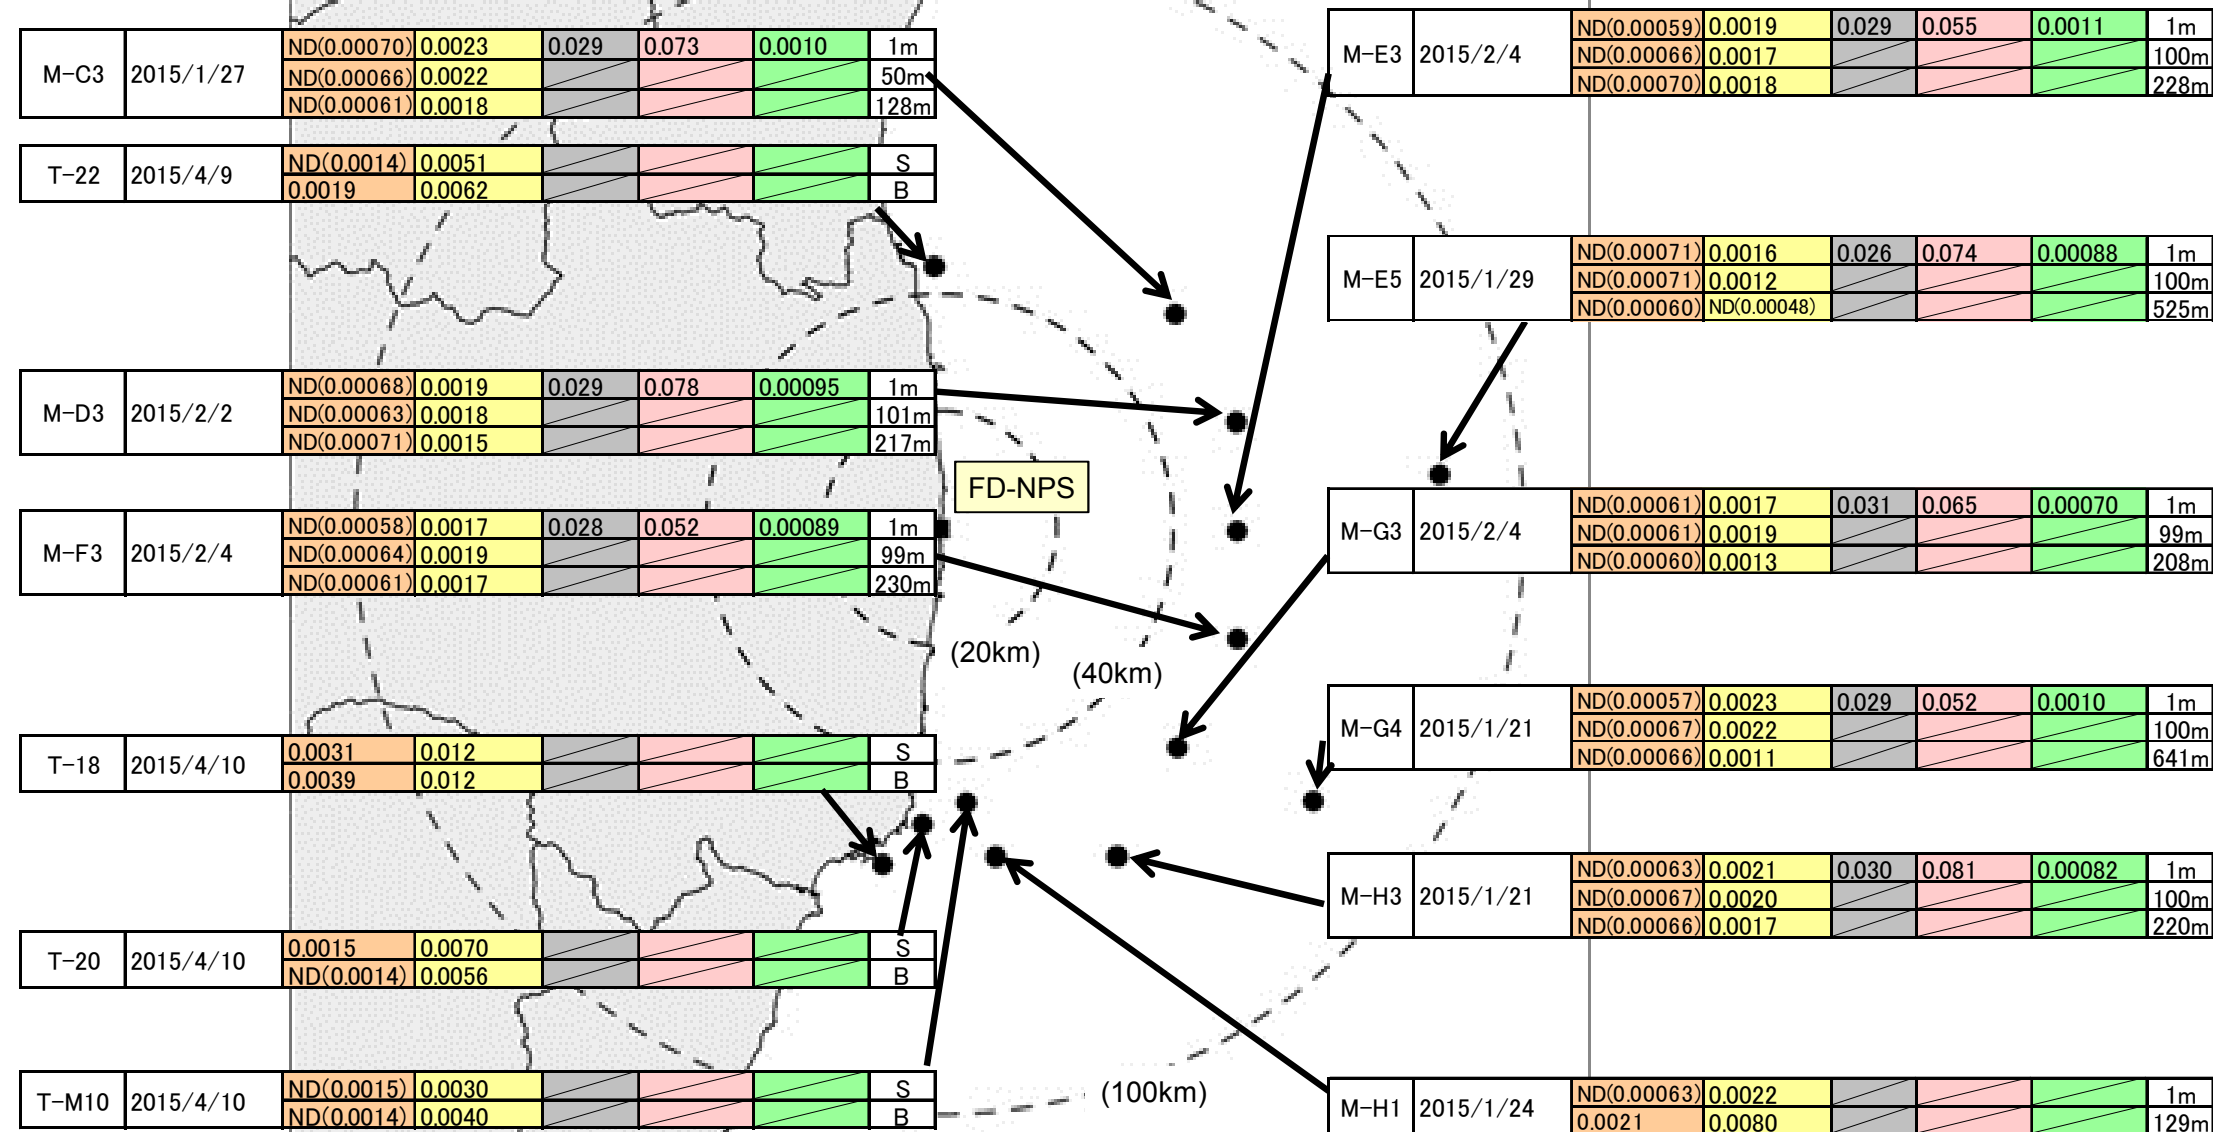 M-C3 2015/1/27 ND(0.00070) 0.0023 0.029 0.073 0.0010 1m
ND(0.00066) 0.0022 50m
ND(0.00061) 0.0018 128m
T-22 2015/4/9 ND(0.0014) 0.0051 S
0.0019 0.0062 B
M-D3 2015/2/2 ND(0.00068) 0.0019 0.029 0.078 0.00095 1m
ND(0.00063) 0.0018 101m
ND(0.00071) 0.0015 217m
M-F3 2015/2/4 ND(0.00058) 0.0017 0.028 0.052 0.00089 1m
ND(0.00064) 0.0019 99m
ND(0.00061) 0.0017 230m
T-18 2015/4/10 0.0031 0.012 S
0.0039 0.012 B
T-20 2015/4/10 0.0015 0.0070 S
ND(0.0014) 0.0056 B
T-M10 2015/4/10 ND(0.0015) 0.0030 S
ND(0.0014) 0.0040 B
FD-NPS
(20km)
(40km)
(100km)
M-E3 2015/2/4 ND(0.00059) 0.0019 0.029 0.055 0.0011 1m
ND(0.00066) 0.0017 100m
ND(0.00070) 0.0018 228m
M-E5 2015/1/29 ND(0.00071) 0.0016 0.026 0.074 0.00088 1m
ND(0.00071) 0.0012 100m
ND(0.00060) ND(0.00048) 525m
M-G3 2015/2/4 ND(0.00061) 0.0017 0.031 0.065 0.00070 1m
ND(0.00061) 0.0019 99m
ND(0.00060) 0.0013 208m
M-G4 2015/1/21 ND(0.00057) 0.0023 0.029 0.052 0.0010 1m
ND(0.00067) 0.0022 100m
ND(0.00066) 0.0011 641m
M-H3 2015/1/21 ND(0.00063) 0.0021 0.030 0.081 0.00082 1m
ND(0.00067) 0.0020 100m
ND(0.00066) 0.0017 220m
M-H1 2015/1/24 ND(0.00063) 0.0022 1m
0.0021 0.0080 129m